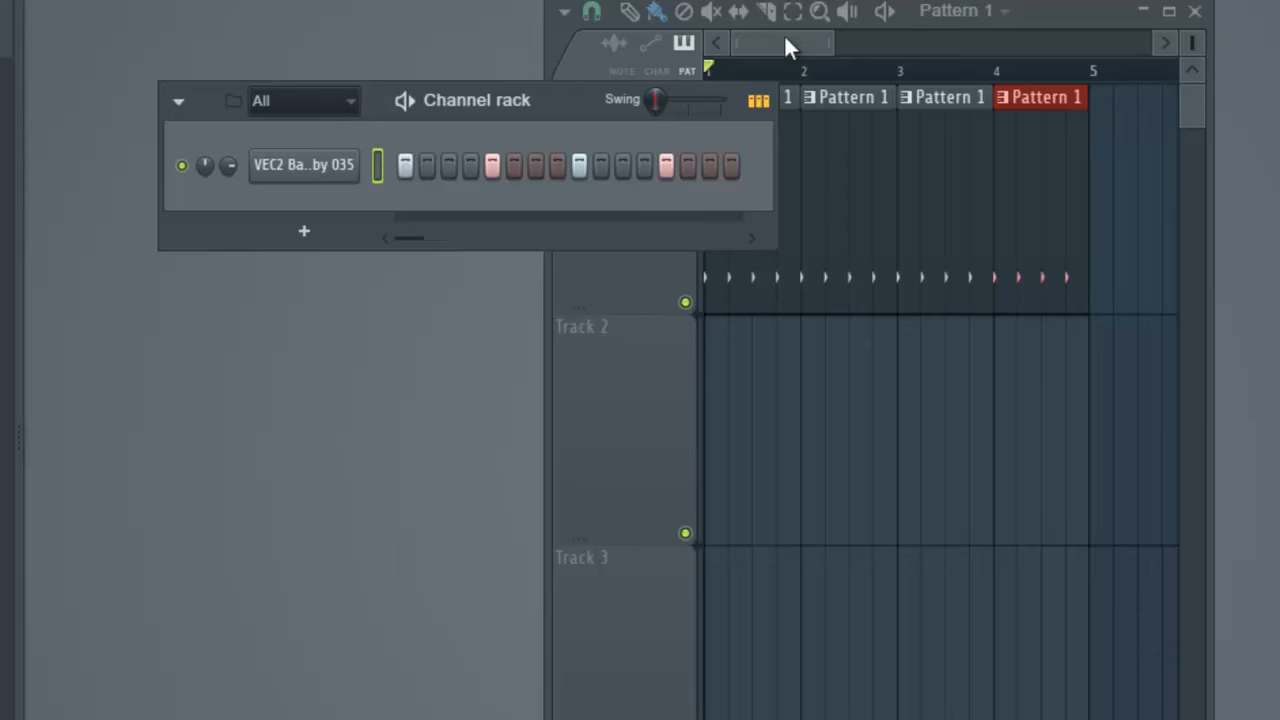 Pattern 1
NOTE CHAN PAT
2 3 4 5
All Channel rack Swing
1 Pattern 1 Pattern 1 Pattern 1
VEC2 Ba..by 035
+
Track 2
Track 3